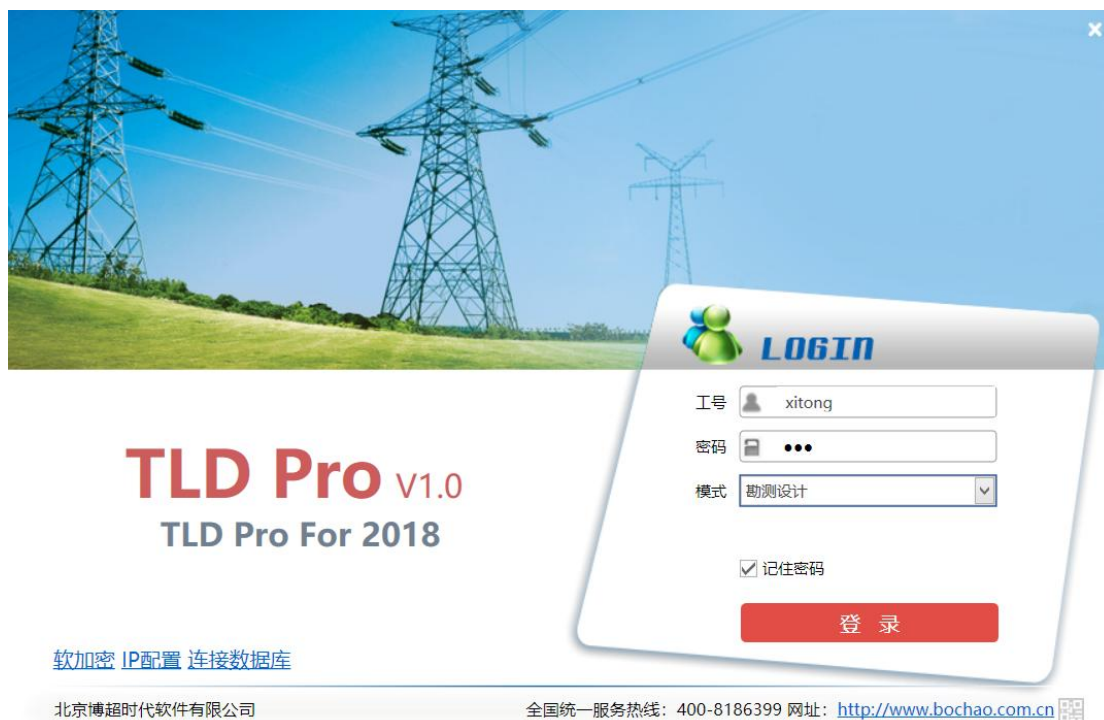 LOGIN
工号 xitong
密码 •••
模式 勘测设计
TLD Pro V1.0
TLD Pro For 2018
记住密码
登 录
软加密 IP配置 连接数据库
北京博超时代软件有限公司 全国统一服务热线：400-8186399 网址：http://www.bochao.com.cn